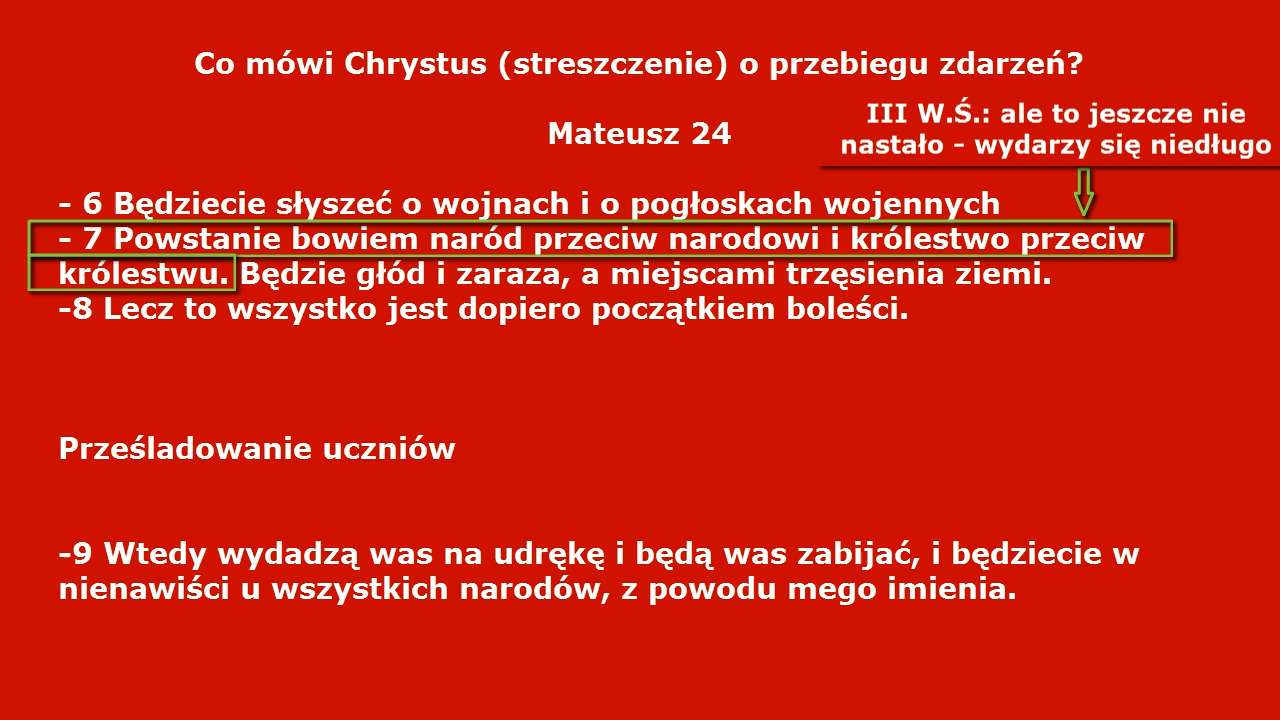 Co mówi Chrystus (streszczenie) o przebiegu zdarzeń?
Mateusz 24
III W.Ś.: ale to jeszcze nie
nastało - wydarzy się niedługo
- 6 Będziecie słyszeć o wojnach i o pogłoskach wojennych
- 7 Powstanie bowiem naród przeciw narodowi i królestwo przeciw
królestwu. Będzie głód i zaraza, a miejscami trzęsienia ziemi.
-8 Lecz to wszystko jest dopiero początkiem boleści.
Prześladowanie uczniów
-9 Wtedy wydadzą was na udrękę i będą was zabijać, i będziecie w
nienawiści u wszystkich narodów, z powodu mego imienia.